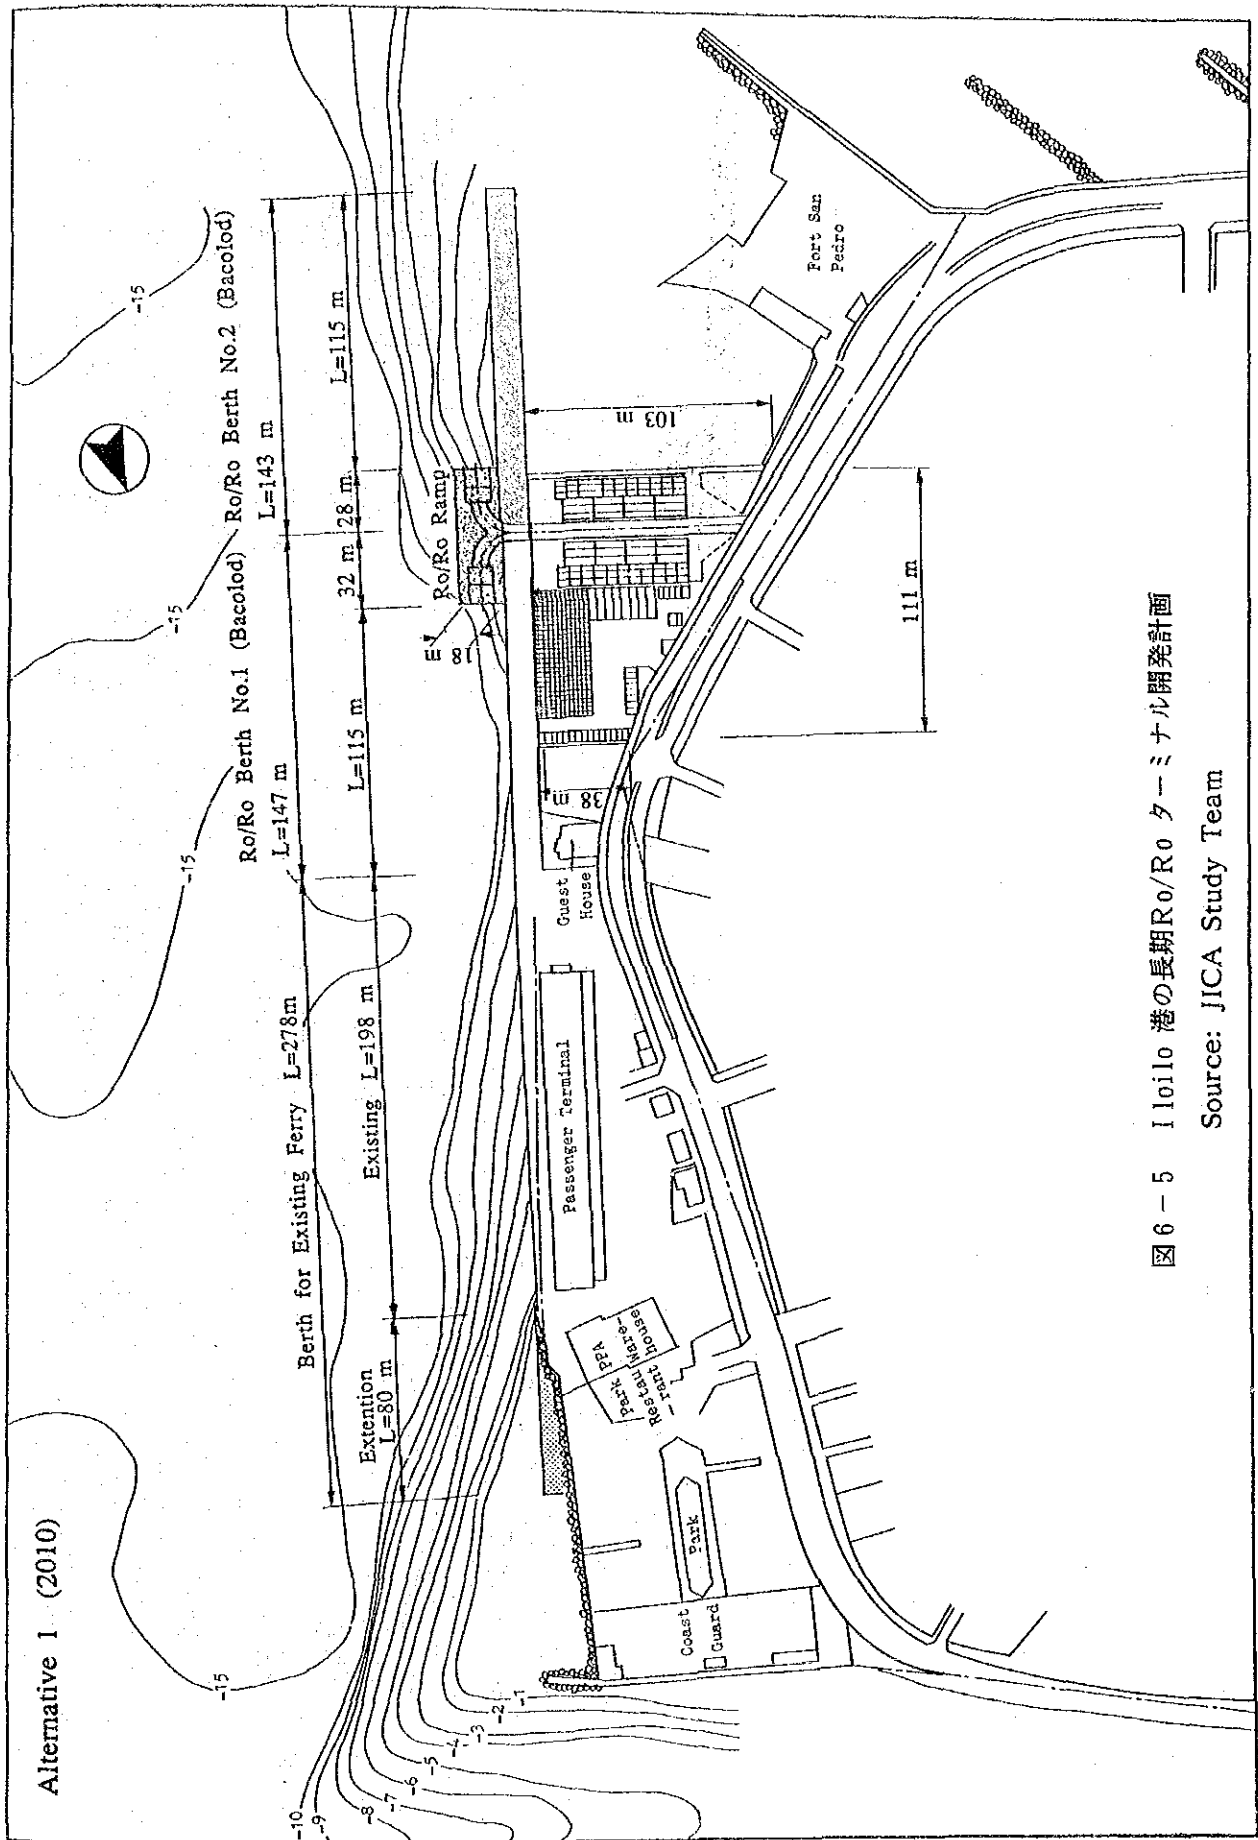 Alternative 1 (2010)
Ro/Ro Berth No.1 (Bacolod)
Ro/Ro Berth No.2 (Bacolod)
Berth for Existing Ferry L=278m
L=147 m
L=143 m
Extention
L=80 m
Existing L=198 m
L=115 m
32 m
28 m
L=115 m
18 m
Ro/Ro Ramp
-15
-15
-15
-15
-10
-9
-8
-7
-6
-5
-4
-3
-2
-1
103 m
38 m
111 m
Passenger Terminal
Guest
House
Fort San
Pedro
Park
Restau
-rant
PPA
Ware-
house
Park
Coast
Guard
図6-5 Iloilo 港の長期Ro/Ro ターミナル開発計画
Source: JICA Study Team